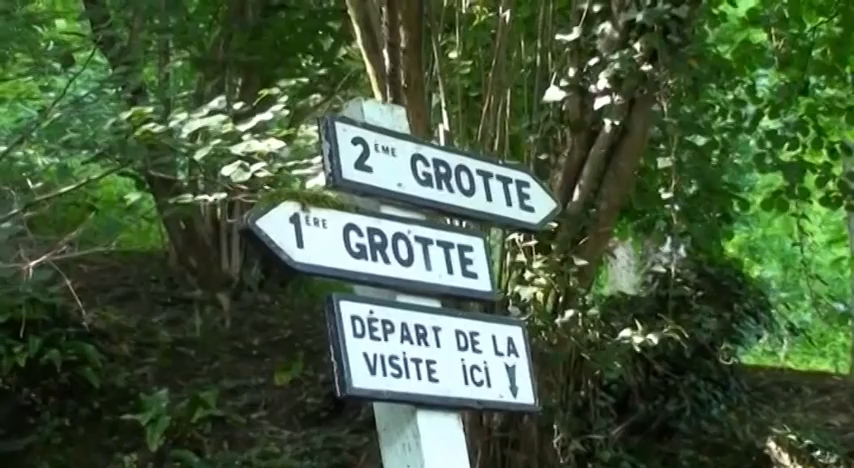 2ÈME GROTTE
1ÈRE GROTTE
DÉPART DE LA
VISITE ICI ↓